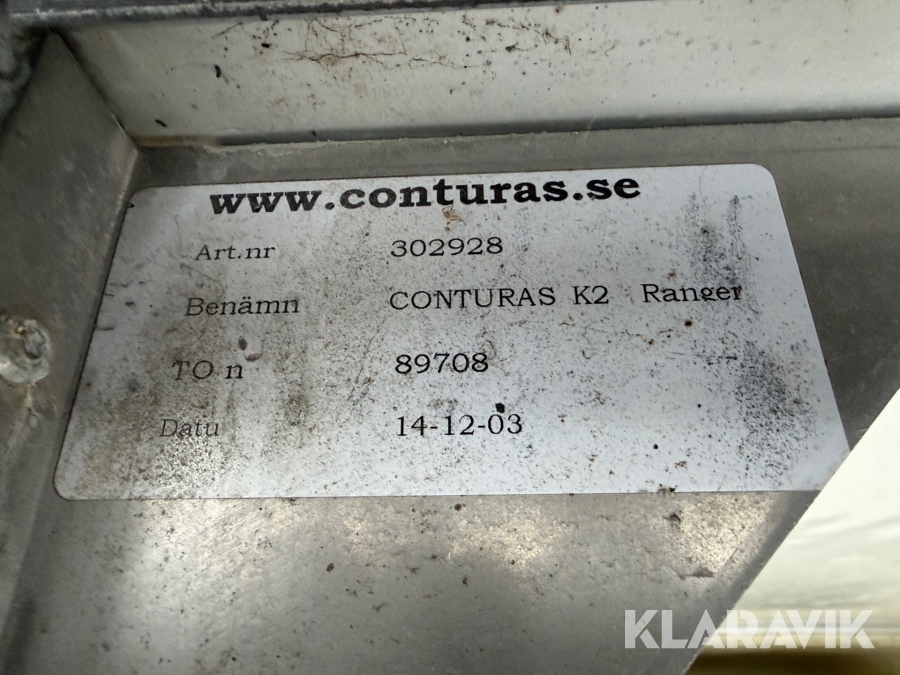 www.conturas.se
Art.nr 302928
Benämn CONTURAS K2 Ranger
TO n 89708
Datu 14-12-03
KLARAVIK